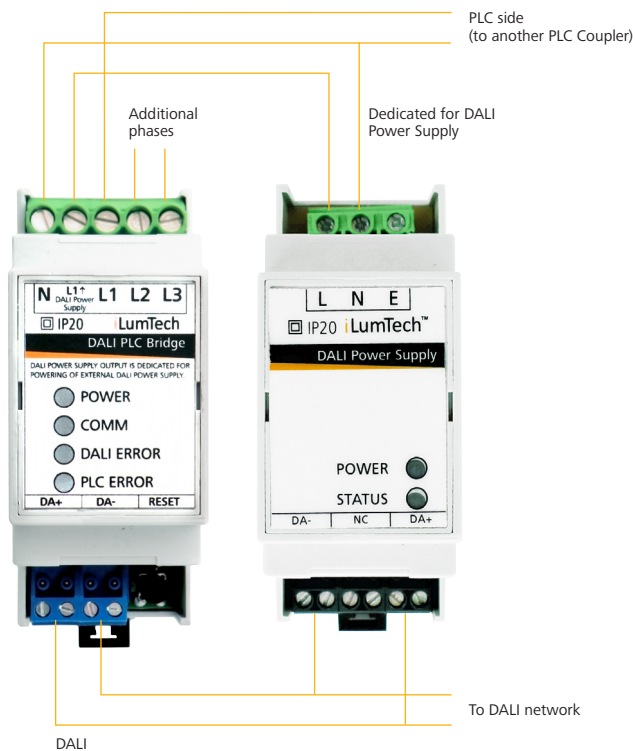 PLC side
(to another PLC Coupler)
Additional
phases
Dedicated for DALI
Power Supply
N L1↑ DALI Power Supply L1 L2 L3
IP20 iLumTech
DALI PLC Bridge
DALI POWER SUPPLY OUTPUT IS DEDICATED FOR
POWERING OF EXTERNAL DALI POWER SUPPLY.
POWER
COMM
DALI ERROR
PLC ERROR
DA+ DA- RESET
L N E
IP20 iLumTech™
DALI Power Supply
POWER
STATUS
DA- NC DA+
To DALI network
DALI